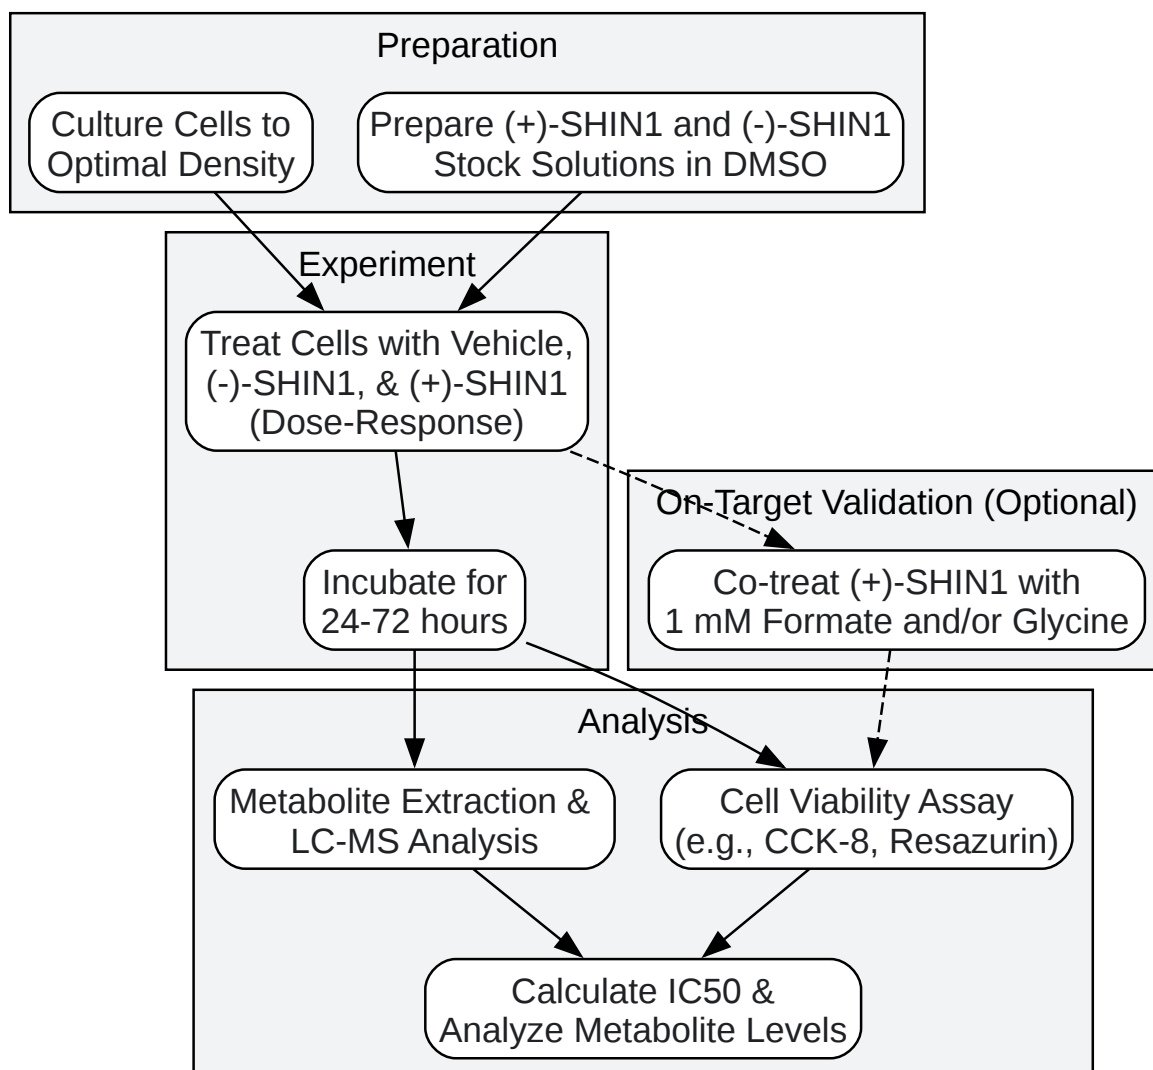 Preparation
Culture Cells to
Optimal Density
Prepare (+)-SHIN1 and (-)-SHIN1
Stock Solutions in DMSO
Experiment
Treat Cells with Vehicle,
(-)-SHIN1, & (+)-SHIN1
(Dose-Response)
Incubate for
24-72 hours
On-Target Validation (Optional)
Co-treat (+)-SHIN1 with
1 mM Formate and/or Glycine
Analysis
Metabolite Extraction &
LC-MS Analysis
Cell Viability Assay
(e.g., CCK-8, Resazurin)
Calculate IC50 &
Analyze Metabolite Levels